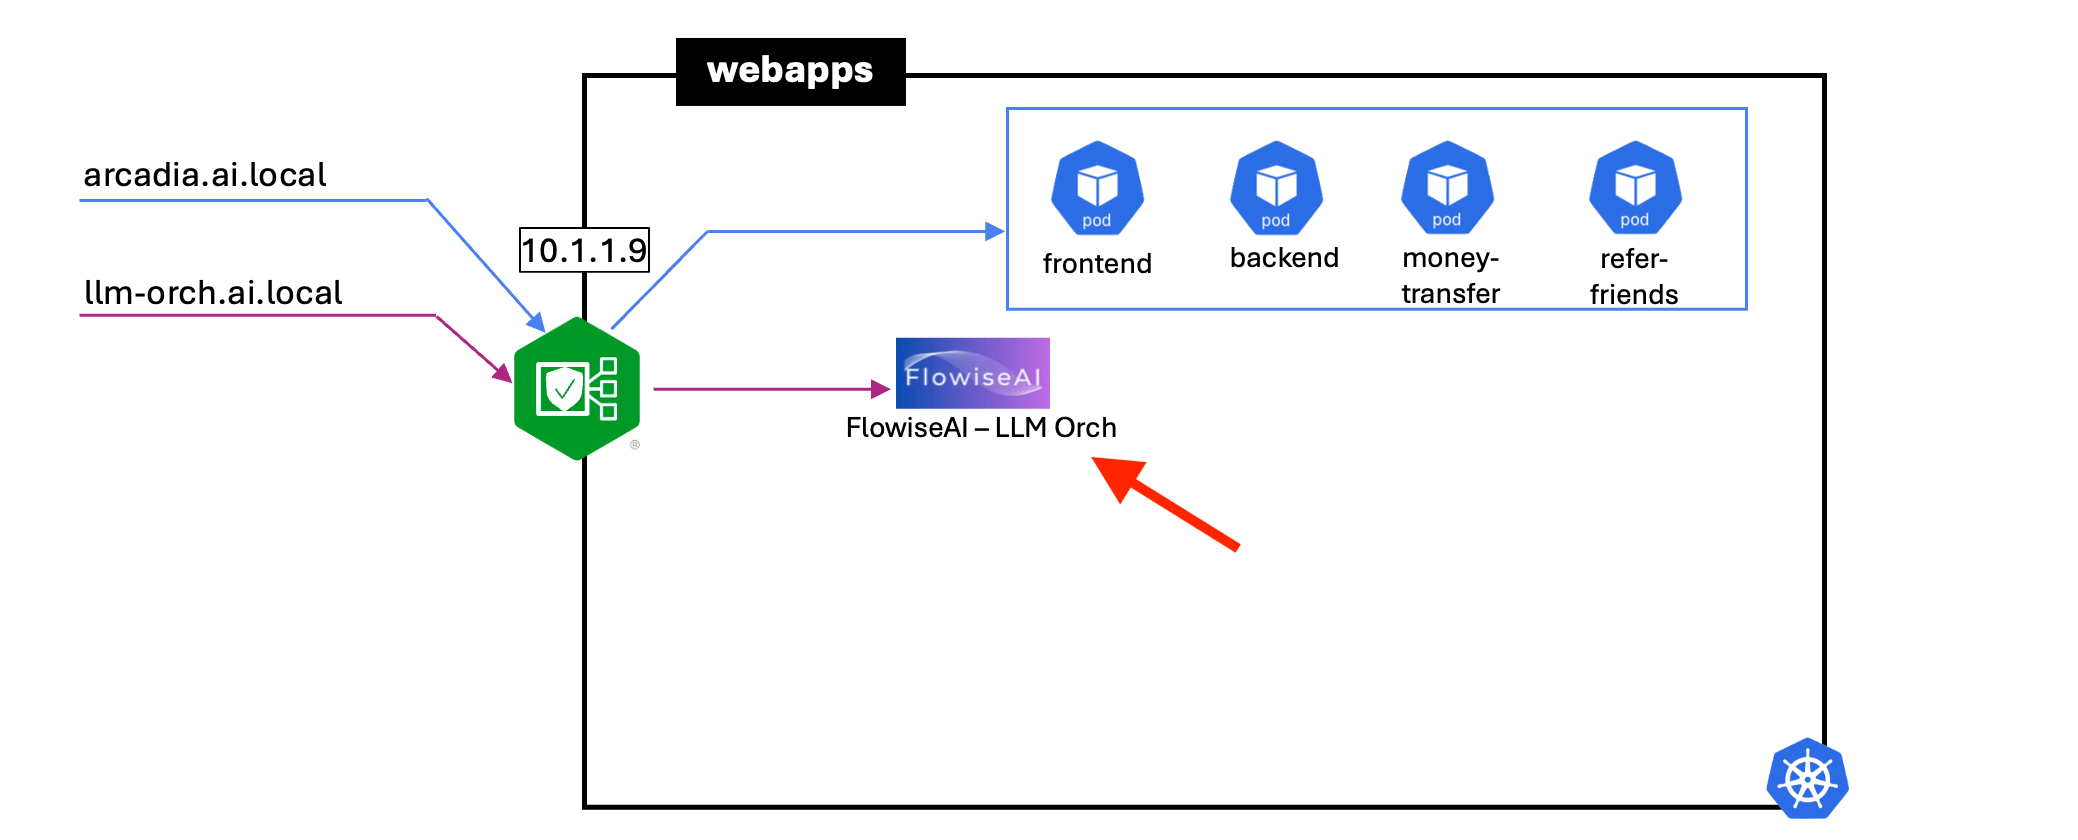 webapps
arcadia.ai.local
10.1.1.9
llm-orch.ai.local
®
pod
frontend
pod
backend
pod
money-
transfer
pod
refer-
friends
FlowiseAI
FlowiseAI – LLM Orch